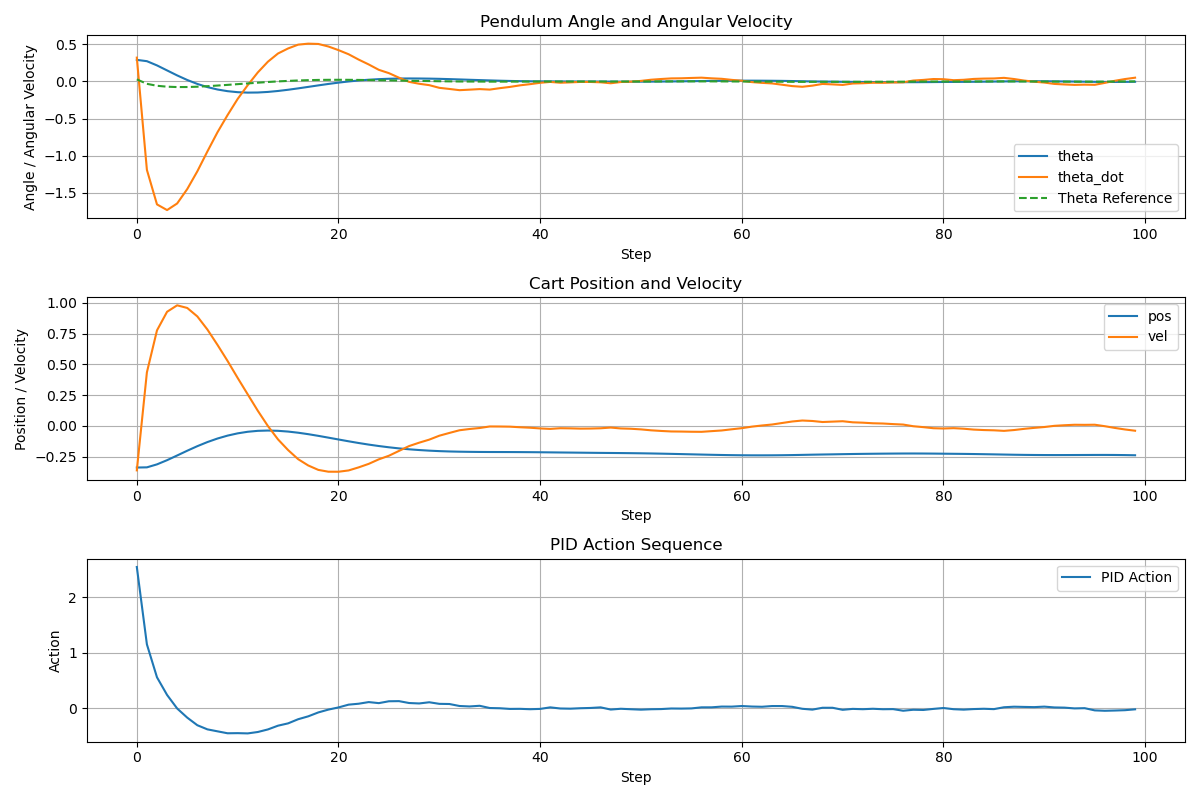 Pendulum Angle and Angular Velocity
Angle / Angular Velocity
0.5
0.0
−0.5
−1.0
−1.5
theta
theta_dot
Theta Reference
0 20 40 60 80 100
Step
Cart Position and Velocity
Position / Velocity
1.00
0.75
0.50
0.25
0.00
−0.25
pos
vel
0 20 40 60 80 100
Step
PID Action Sequence
Action
2
1
0
PID Action
0 20 40 60 80 100
Step